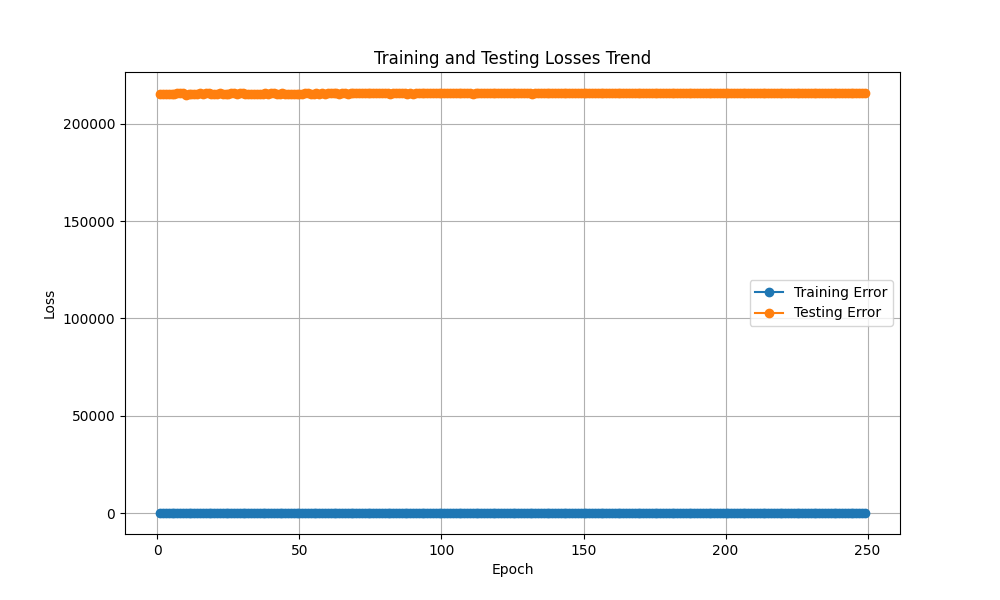 Training and Testing Losses Trend
200000
150000
100000
50000
0
Loss
Training Error
Testing Error
0 50 100 150 200 250
Epoch